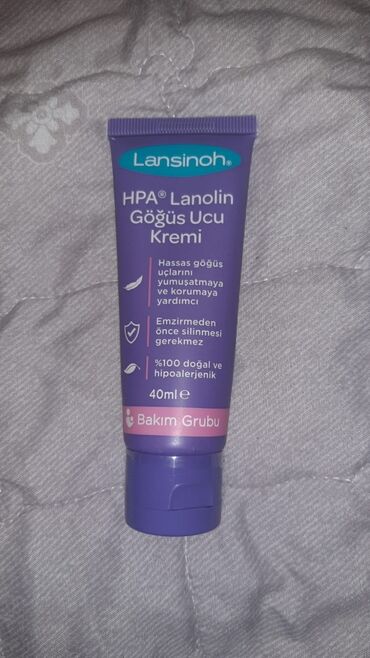 Lansinoh®
HPA® Lanolin
Göğüs Ucu
Kremi
Hassas göğüs
uçlarını
yumuşatmaya
ve korumaya
yardımcı
Emzirmeden
önce silinmesi
gerekmez
%100 doğal ve
hipoalerjenik
40ml ℮
Bakım Grubu